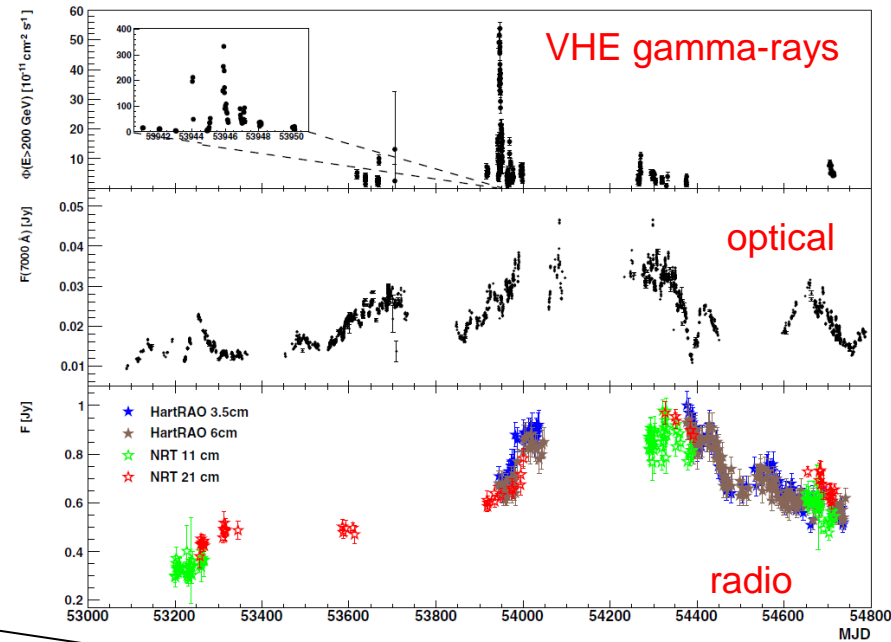 VHE gamma-rays
Φ(E>200 GeV) [10⁻¹¹ cm⁻² s⁻¹]
60
50
40
30
20
10
400
300
200
100
0
53942 53944 53946 53948 53950
optical
F(7000 Å) [Jy]
0.05
0.04
0.03
0.02
0.01
F [Jy]
1
0.8
0.6
0.4
0.2
HartRAO 3.5cm
HartRAO 6cm
NRT 11 cm
NRT 21 cm
radio
53000 53200 53400 53600 53800 54000 54200 54400 54600 54800
MJD